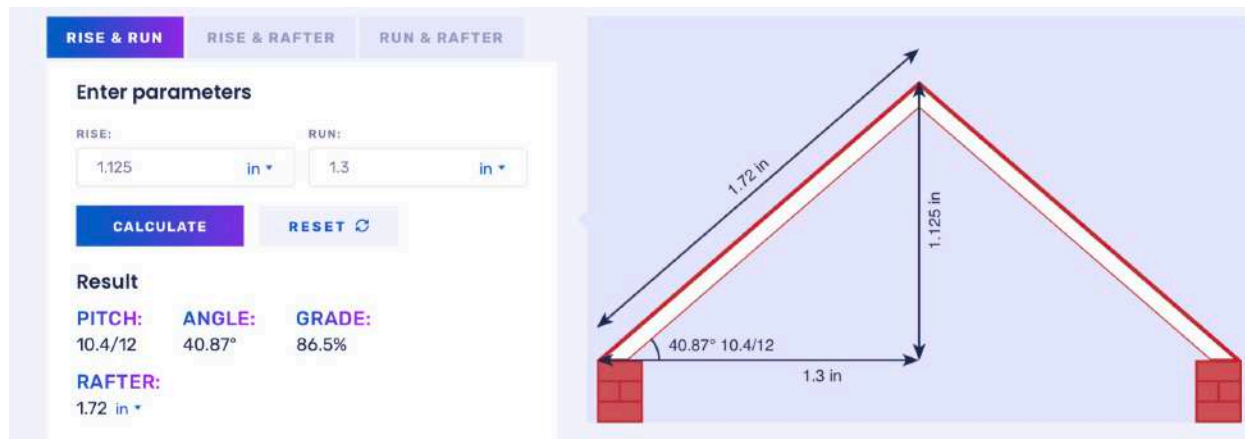 RISE & RUN RISE & RAFTER RUN & RAFTER
Enter parameters
RISE: RUN:
1.125 in 1.3 in
CALCULATE RESET
Result
PITCH: ANGLE: GRADE:
10.4/12 40.87° 86.5%
RAFTER:
1.72 in
1.72 in
1.125 in
40.87° 10.4/12
1.3 in